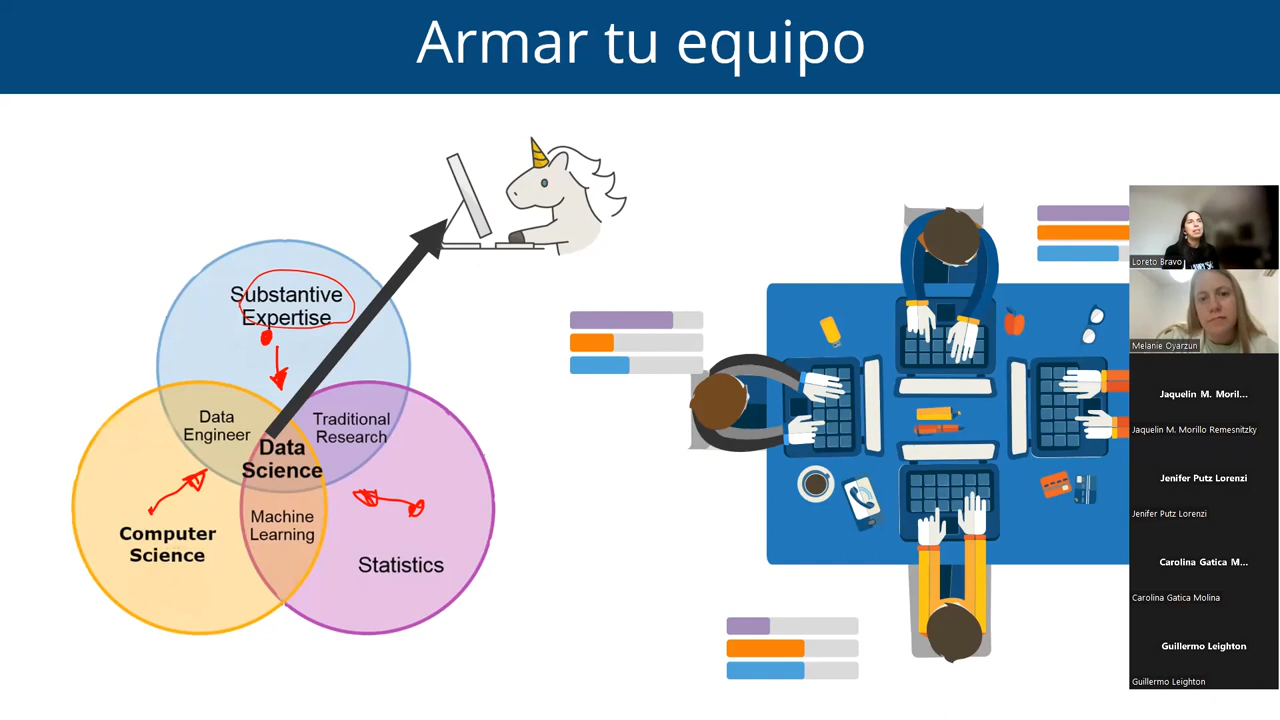 Armar tu equipo
Substantive
Expertise
Data
Engineer
Traditional
Research
Data
Science
Machine
Learning
Computer
Science
Statistics
Loreto Bravo
Melanie Oyarzun
Jaquelin M. Moril...
Jaquelin M. Morillo Remesnitzky
Jenifer Putz Lorenzi
Jenifer Putz Lorenzi
Carolina Gatica M...
Carolina Gatica Molina
Guillermo Leighton
Guillermo Leighton